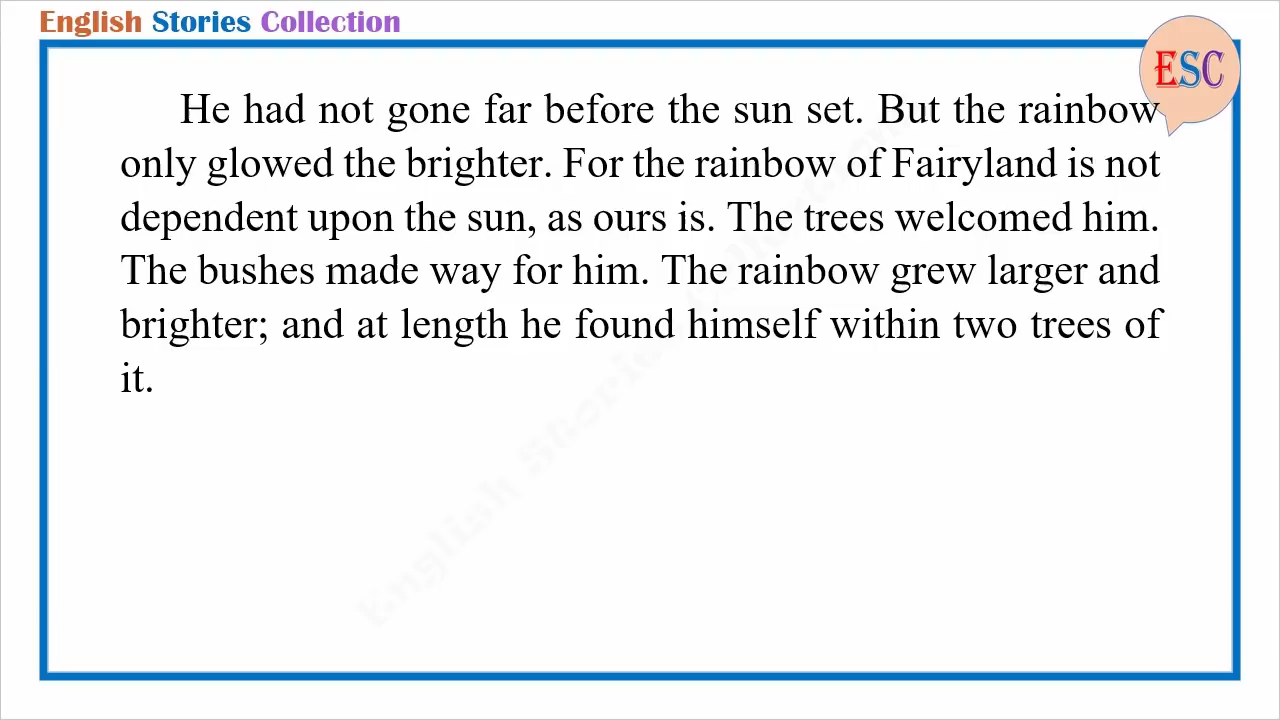 English Stories Collection
ESC
He had not gone far before the sun set. But the rainbow
only glowed the brighter. For the rainbow of Fairyland is not
dependent upon the sun, as ours is. The trees welcomed him.
The bushes made way for him. The rainbow grew larger and
brighter; and at length he found himself within two trees of
it.
English Stories Collection